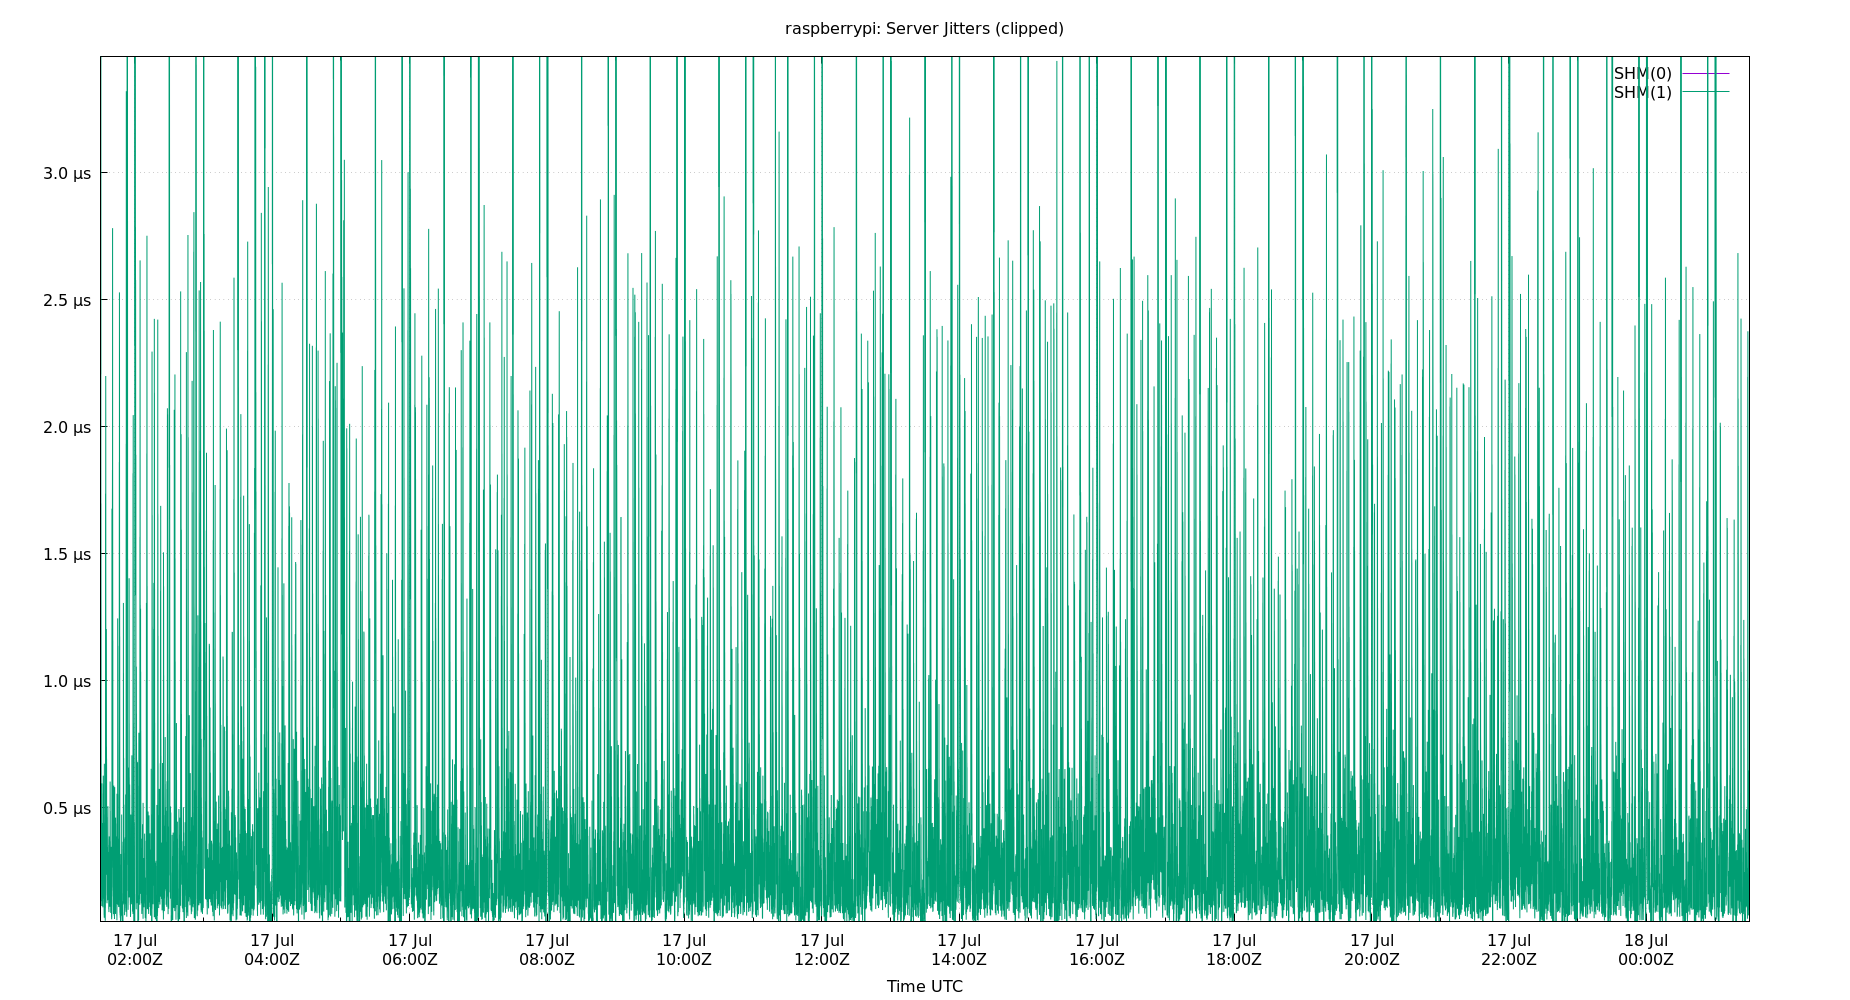 raspberrypi: Server Jitters (clipped)
SHM(0)
SHM(1)
3.0 µs
2.5 µs
2.0 µs
1.5 µs
1.0 µs
0.5 µs
17 Jul 17 Jul 17 Jul 17 Jul 17 Jul 17 Jul 17 Jul 17 Jul 17 Jul 17 Jul 17 Jul 18 Jul
02:00Z 04:00Z 06:00Z 08:00Z 10:00Z 12:00Z 14:00Z 16:00Z 18:00Z 20:00Z 22:00Z 00:00Z
Time UTC